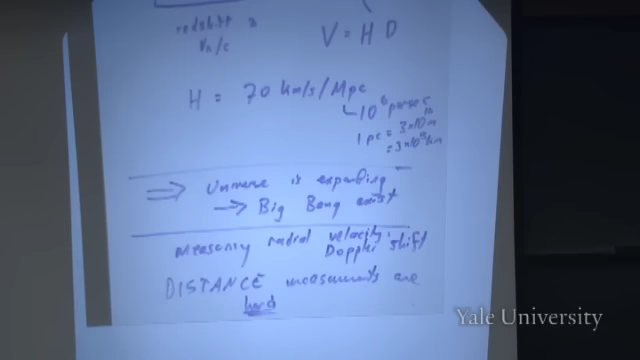 redshift z
VR/c
V = H D
H = 70 km/s/Mpc
10⁶ parsec
1 pc = 3×10¹⁶ m
= 3×10¹³ km
⇒ Universe is expanding
→ Big Bang exist
Measuring radial velocity:
Doppler shift
DISTANCE measurements are
hard
Yale University